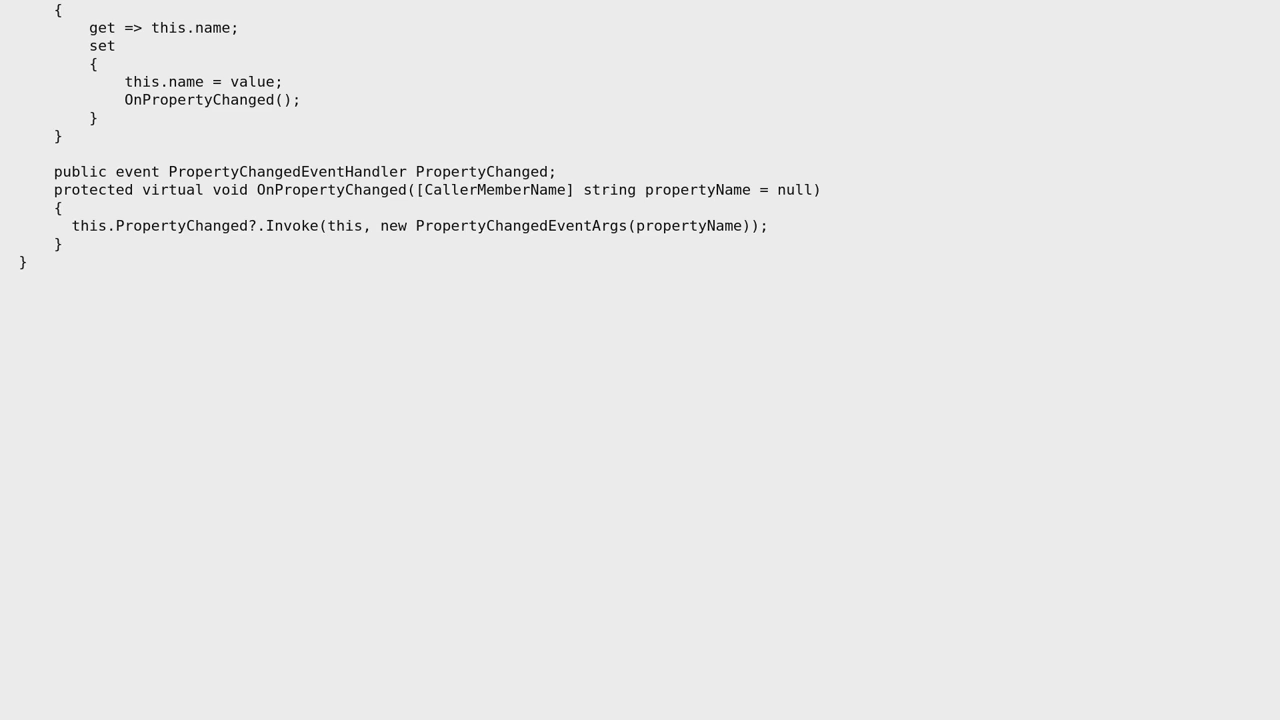 {
get => this.name;
set
{
this.name = value;
OnPropertyChanged();
}
}
public event PropertyChangedEventHandler PropertyChanged;
protected virtual void OnPropertyChanged([CallerMemberName] string propertyName = null)
{
this.PropertyChanged?.Invoke(this, new PropertyChangedEventArgs(propertyName));
}
}